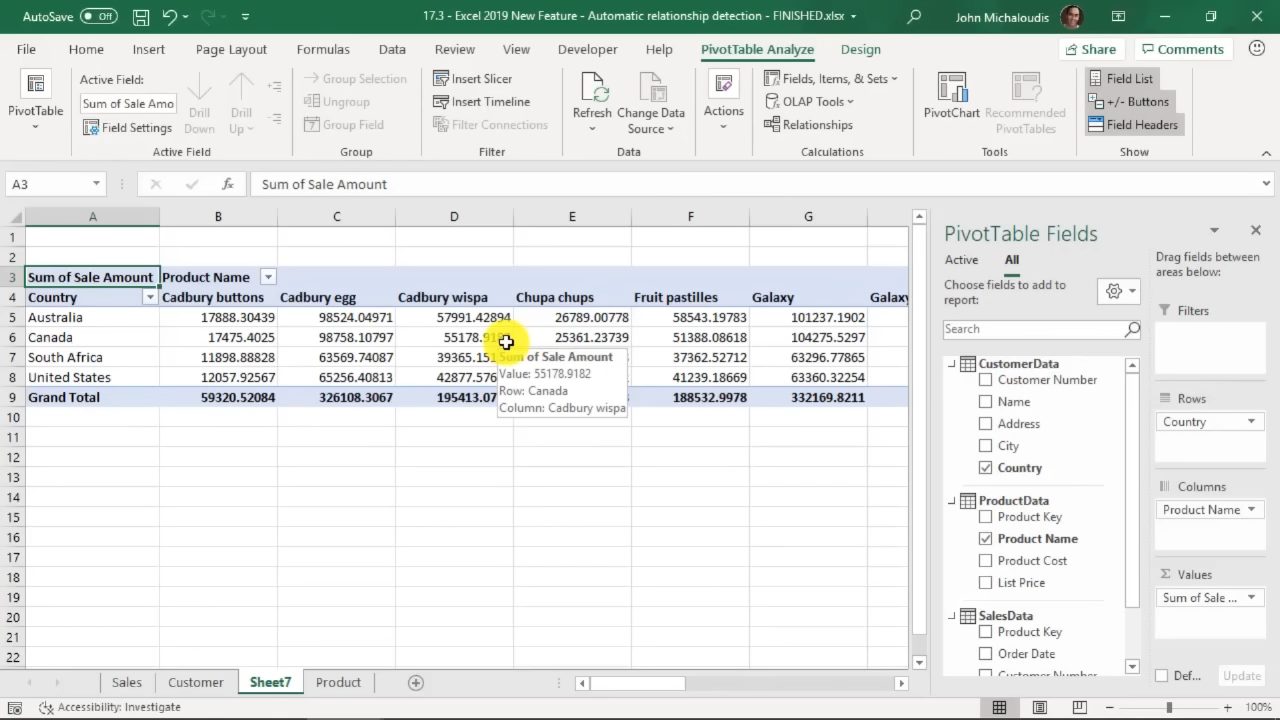 AutoSave Off 17.3 - Excel 2019 New Feature - Automatic relationship detection - FINISHED.xlsx John Michaloudis
File Home Insert Page Layout Formulas Data Review View Developer Help PivotTable Analyze Design Share Comments
PivotTable
Active Field:
Sum of Sale Amo
Field Settings
Drill Down
Drill Up
Active Field
Group Selection
Ungroup
Group Field
Group
Insert Slicer
Insert Timeline
Filter Connections
Filter
Refresh
Change Data Source
Data
Actions
Fields, Items, & Sets
OLAP Tools
Relationships
Calculations
PivotChart
Recommended PivotTables
Tools
Field List
+/- Buttons
Field Headers
Show
A3 fx Sum of Sale Amount
A B C D E F G
1
2
3 Sum of Sale Amount Product Name
4 Country Cadbury buttons Cadbury egg Cadbury wispa Chupa chups Fruit pastilles Galaxy Galaxy
5 Australia 17888.30439 98524.04971 57991.42894 26789.00778 58543.19783 101237.1902
6 Canada 17475.4025 98758.10797 55178.9182 25361.23739 51388.08618 104275.5297
7 South Africa 11898.88828 63569.74087 39365.151 37362.52712 63296.77865
8 United States 12057.92567 65256.40813 42877.576 41239.18669 63360.32254
9 Grand Total 59320.52084 326108.3067 195413.07 188532.9978 332169.8211
Sum of Sale Amount
Value: 55178.9182
Row: Canada
Column: Cadbury wispa
10
11
12
13
14
15
16
17
18
19
20
21
22
PivotTable Fields
Active All
Choose fields to add to report:
Search
CustomerData
Customer Number
Name
Address
City
Country
ProductData
Product Key
Product Name
Product Cost
List Price
SalesData
Product Key
Order Date
Customer Number
Drag fields between areas below:
Filters
Rows
Country
Columns
Product Name
Σ Values
Sum of Sale ...
Def... Update
Sales Customer Sheet7 Product
Accessibility: Investigate 100%